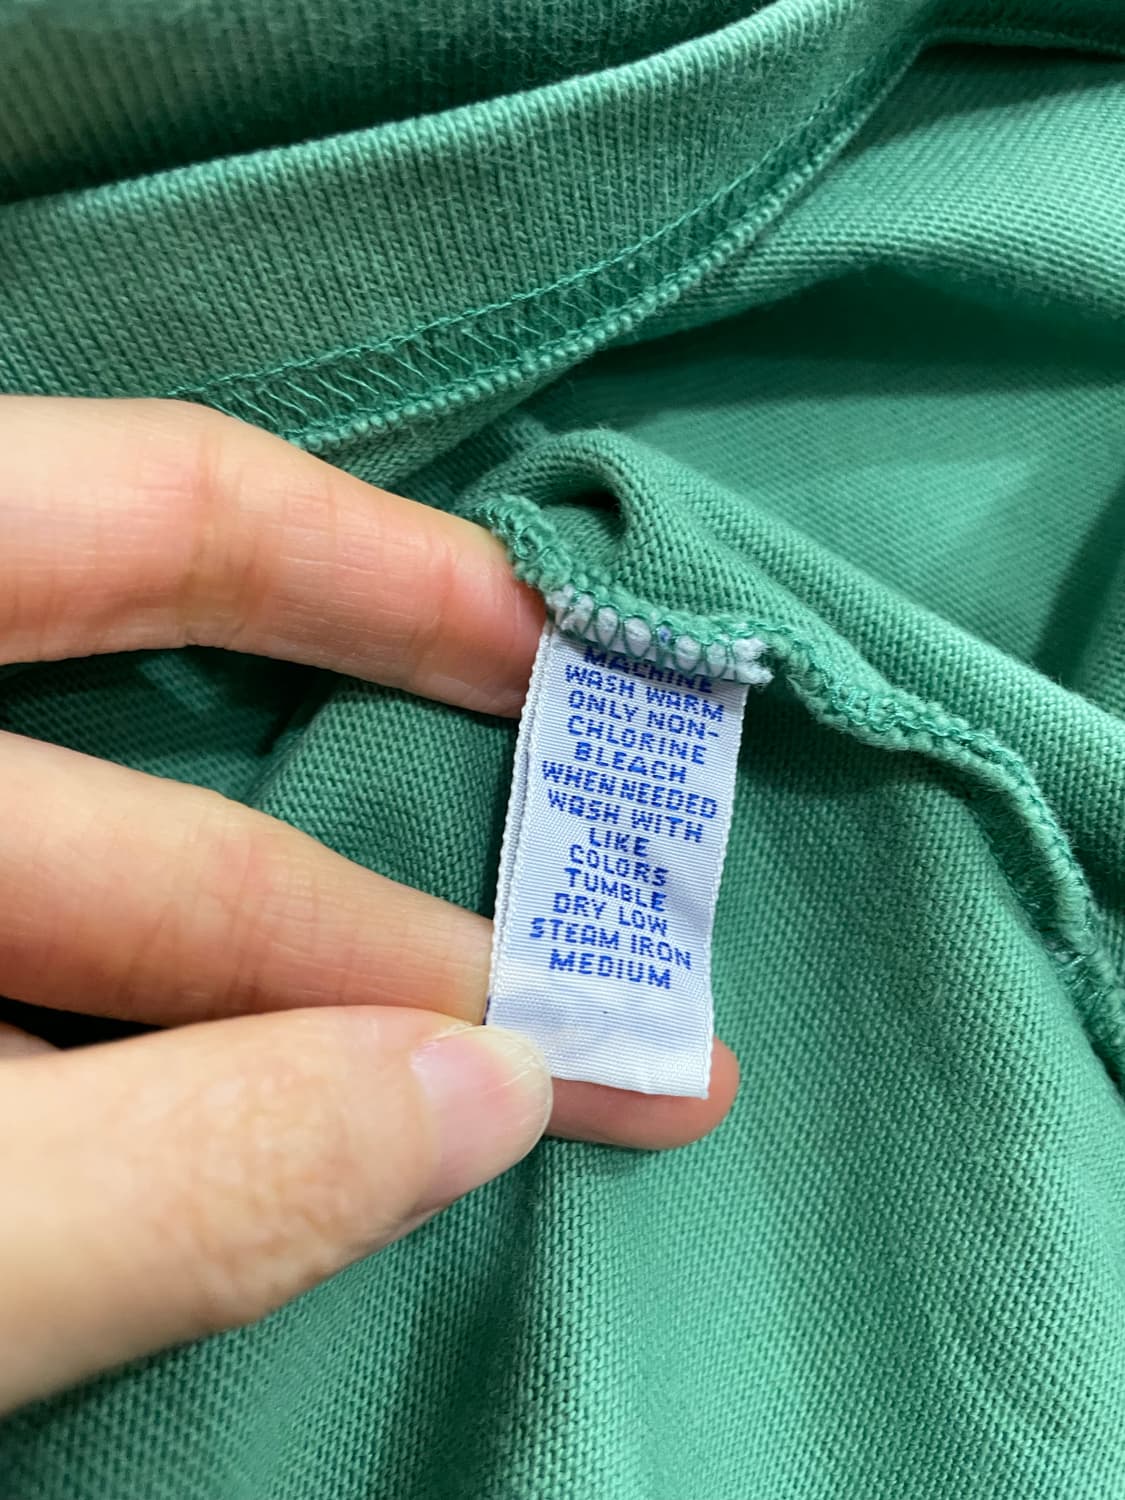 MACHINE
WASH WARM
ONLY NON-
CHLORINE
BLEACH
WHEN NEEDED
WASH WITH
LIKE
COLORS
TUMBLE
DRY LOW
STEAM IRON
MEDIUM